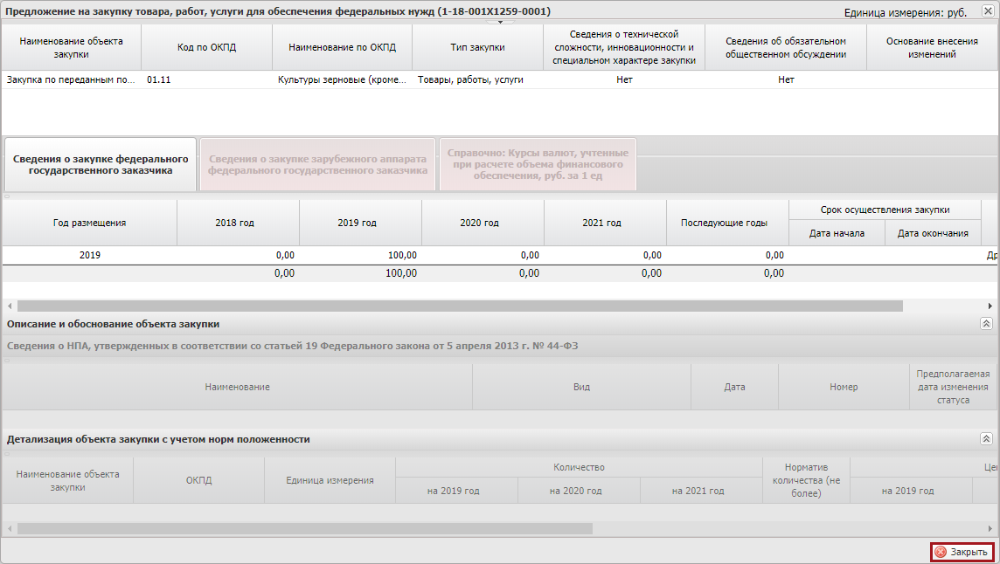 Предложение на закупку товара, работ, услуги для обеспечения федеральных нужд (1-18-001X1259-0001)
Единица измерения: руб.
Наименование объекта
закупки
Код по ОКПД
Наименование по ОКПД
Тип закупки
Сведения о технической
сложности, инновационности и
специальном характере закупки
Сведения об обязательном
общественном обсуждении
Основание внесения
изменений
Закупка по переданным по...
01.11
Культуры зерновые (кроме...
Товары, работы, услуги
Нет
Нет
Сведения о закупке федерального
государственного заказчика
Сведения о закупке зарубежного аппарата
федерального государственного заказчика
Справочно: Курсы валют, учтенные
при расчете объема финансового
обеспечения, руб. за 1 ед
Год размещения
2018 год
2019 год
2020 год
2021 год
Последующие годы
Срок осуществления закупки
Дата начала
Дата окончания
2019
0,00
100,00
0,00
0,00
0,00
Др
0,00
100,00
0,00
0,00
0,00
Описание и обоснование объекта закупки
Сведения о НПА, утвержденных в соответствии со статьей 19 Федерального закона от 5 апреля 2013 г. № 44-ФЗ
Наименование
Вид
Дата
Номер
Предполагаемая
дата изменения
статуса
Детализация объекта закупки с учетом норм положенности
Наименование объекта
закупки
ОКПД
Единица измерения
Количество
на 2019 год
на 2020 год
на 2021 год
Норматив
количества (не
более)
Цен
на 2019 год
Закрыть